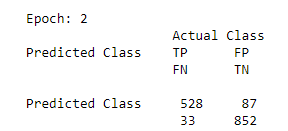 Epoch: 2
Actual Class
Predicted Class TP FP
FN TN
Predicted Class 528 87
33 852